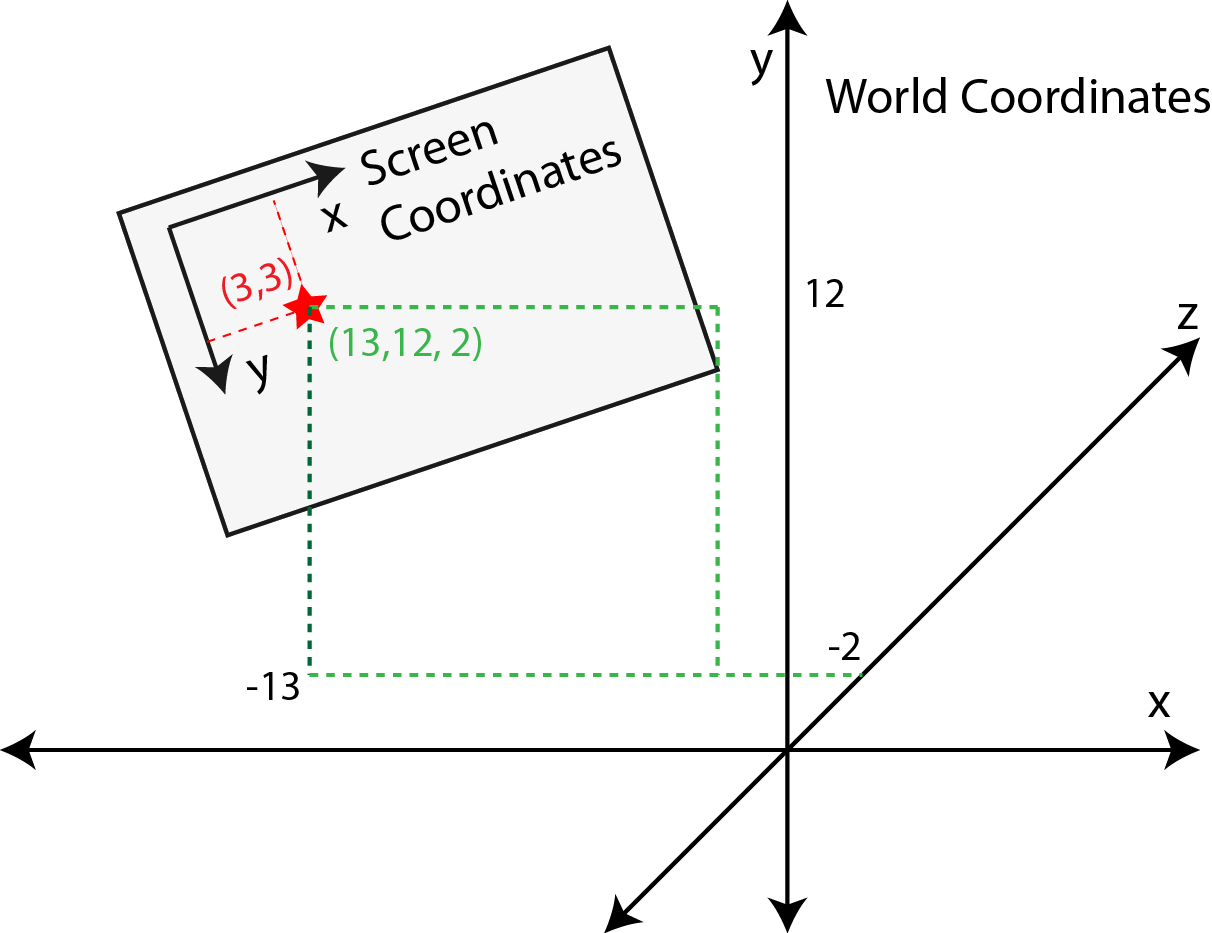 y
World Coordinates
Screen
Coordinates
x
(3,3)
y
(13,12, 2)
12
z
-2
-13
x